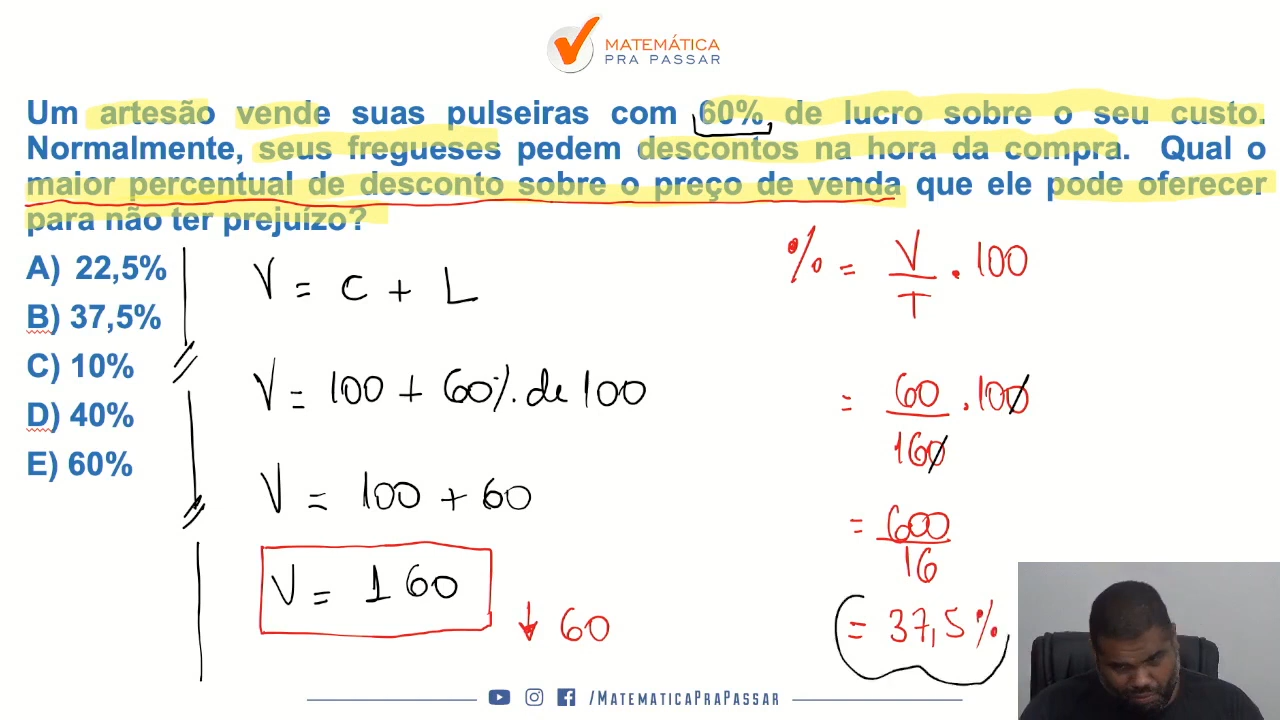 MATEMÁTICA
PRA PASSAR
Um artesão vende suas pulseiras com 60% de lucro sobre o seu custo.
Normalmente, seus fregueses pedem descontos na hora da compra. Qual o
maior percentual de desconto sobre o preço de venda que ele pode oferecer
para não ter prejuízo?
A) 22,5%
B) 37,5%
C) 10%
D) 40%
E) 60%
V = C + L
V = 100 + 60% de 100
V = 100 + 60
V = 160
↓ 60
% = V/T . 100
= 60/160 . 100
= 600/16
= 37,5%
/MatematicaPraPassar